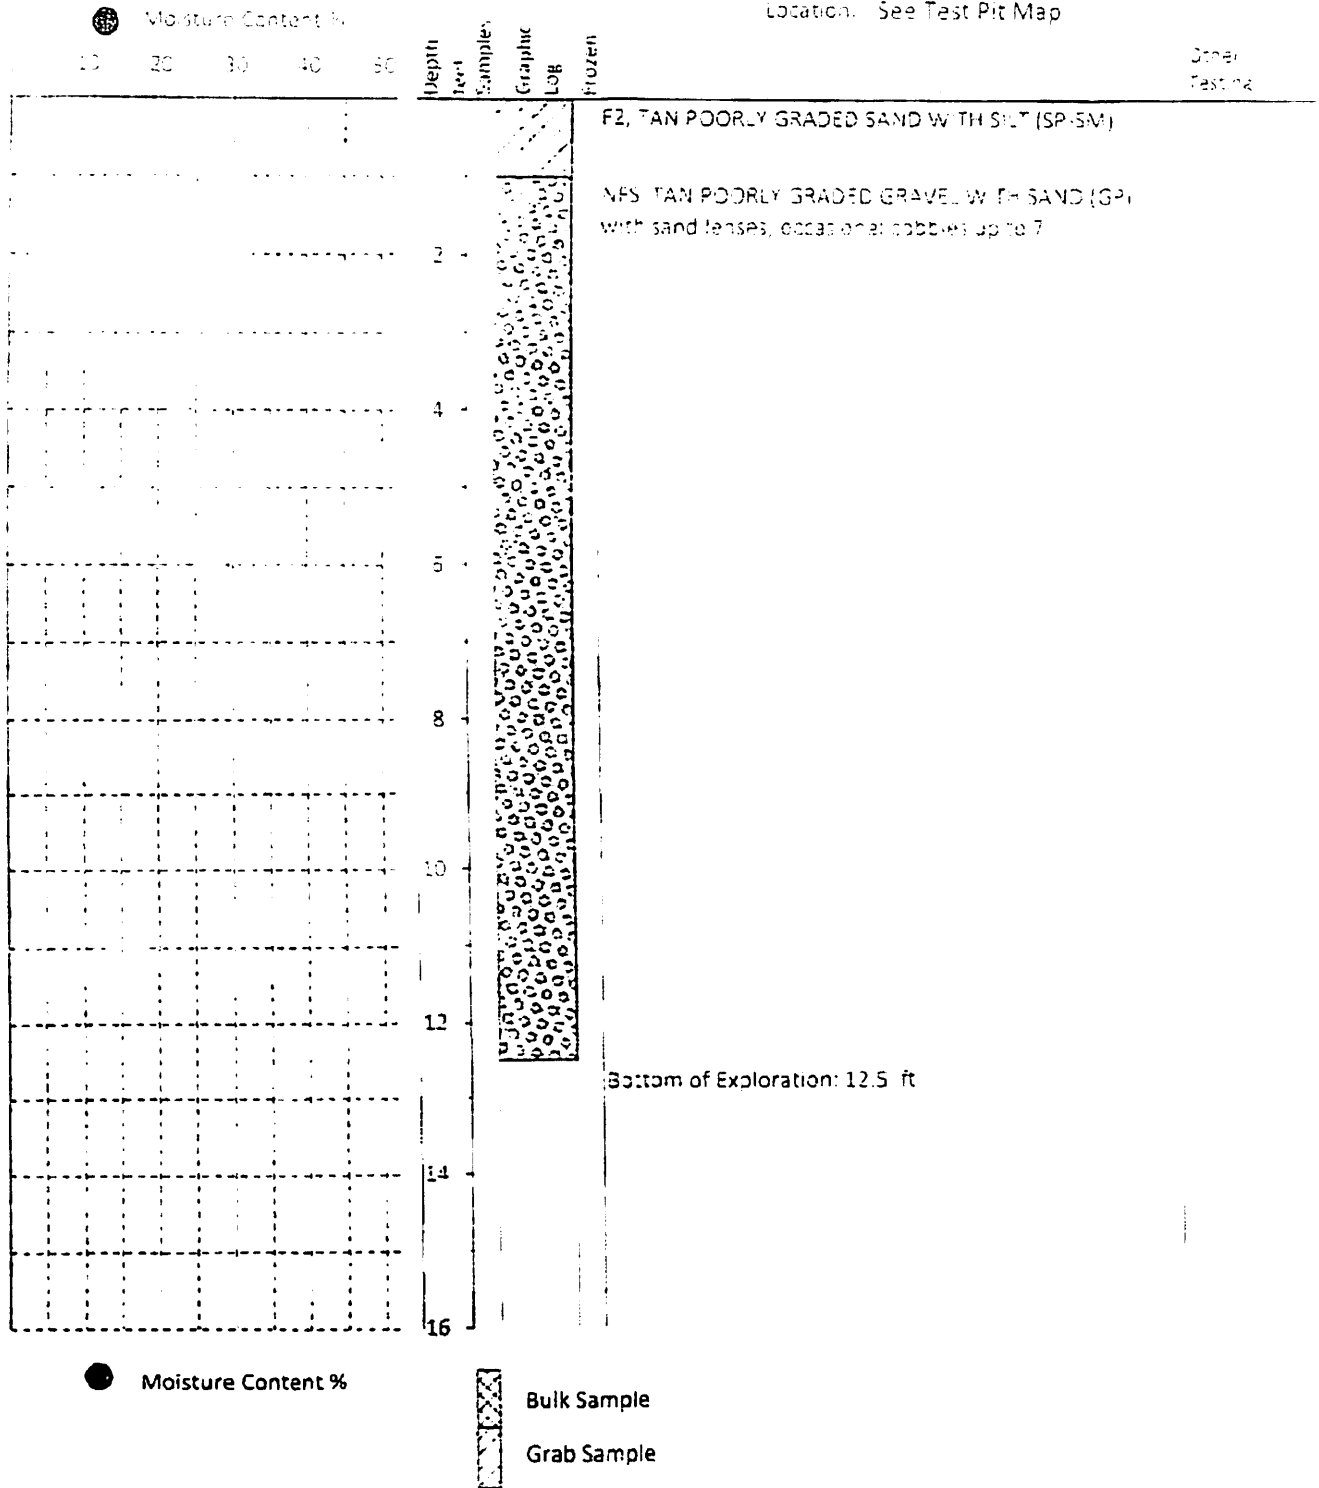 Moisture Content %
Location: See Test Pit Map
10 20 30 40 50
Depth feet
Samples
Graphic Log
Frozen
Other
Testing
F2, TAN POORLY GRADED SAND WITH SILT (SP-SM)
NFS, TAN POORLY GRADED GRAVEL WITH SAND (GP)
with sand lenses, occasional cobbles up to 7
2
4
6
8
10
12
Bottom of Exploration: 12.5 ft
14
16
Moisture Content %
Bulk Sample
Grab Sample